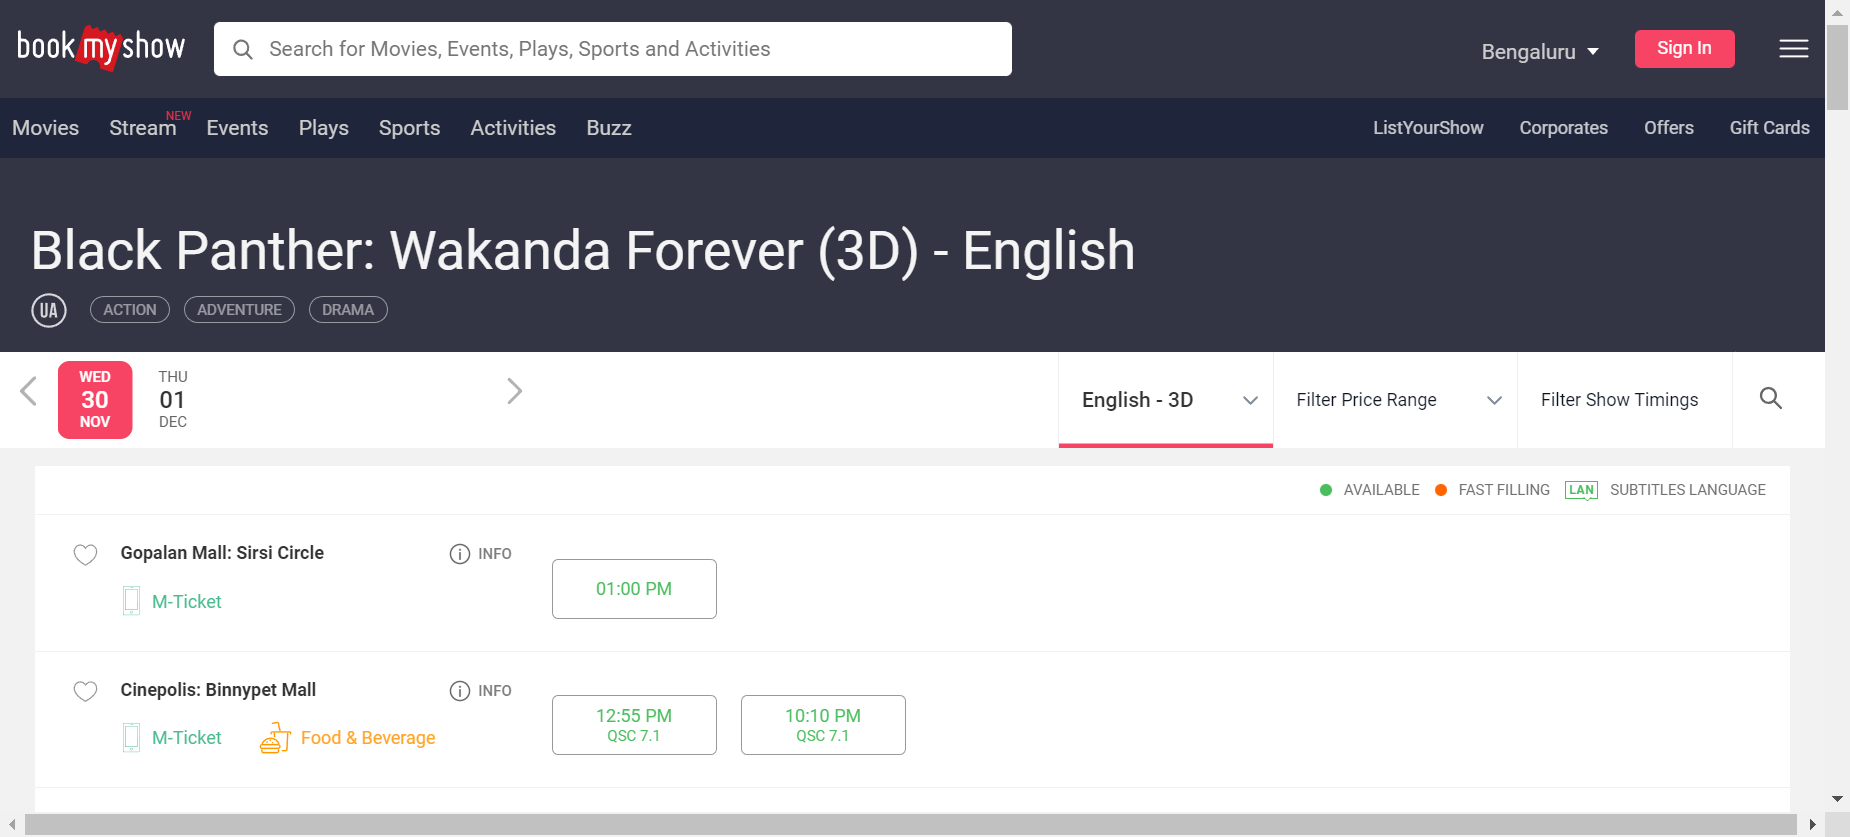 bookmyshow
Search for Movies, Events, Plays, Sports and Activities
Bengaluru
Sign In
Movies
Stream
NEW
Events
Plays
Sports
Activities
Buzz
ListYourShow
Corporates
Offers
Gift Cards
Black Panther: Wakanda Forever (3D) - English
UA
ACTION
ADVENTURE
DRAMA
WED
30
NOV
THU
01
DEC
English - 3D
Filter Price Range
Filter Show Timings
AVAILABLE
FAST FILLING
LAN
SUBTITLES LANGUAGE
Gopalan Mall: Sirsi Circle
INFO
M-Ticket
01:00 PM
Cinepolis: Binnypet Mall
INFO
M-Ticket
Food & Beverage
12:55 PM
QSC 7.1
10:10 PM
QSC 7.1